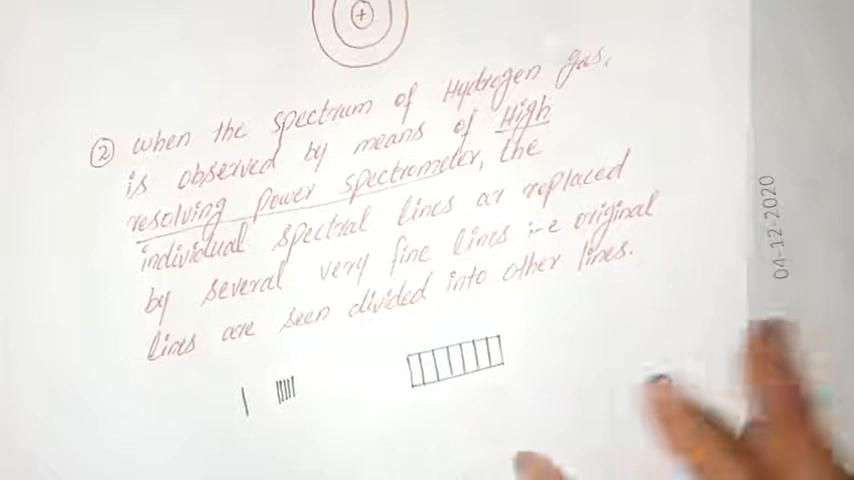 +
② When the spectrum of Hydrogen gas,
is observed by means of High
resolving power spectrometer, the
individual spectral lines are replaced
by several very fine lines i-e original
lines are seen divided into other lines.
04-12-2020